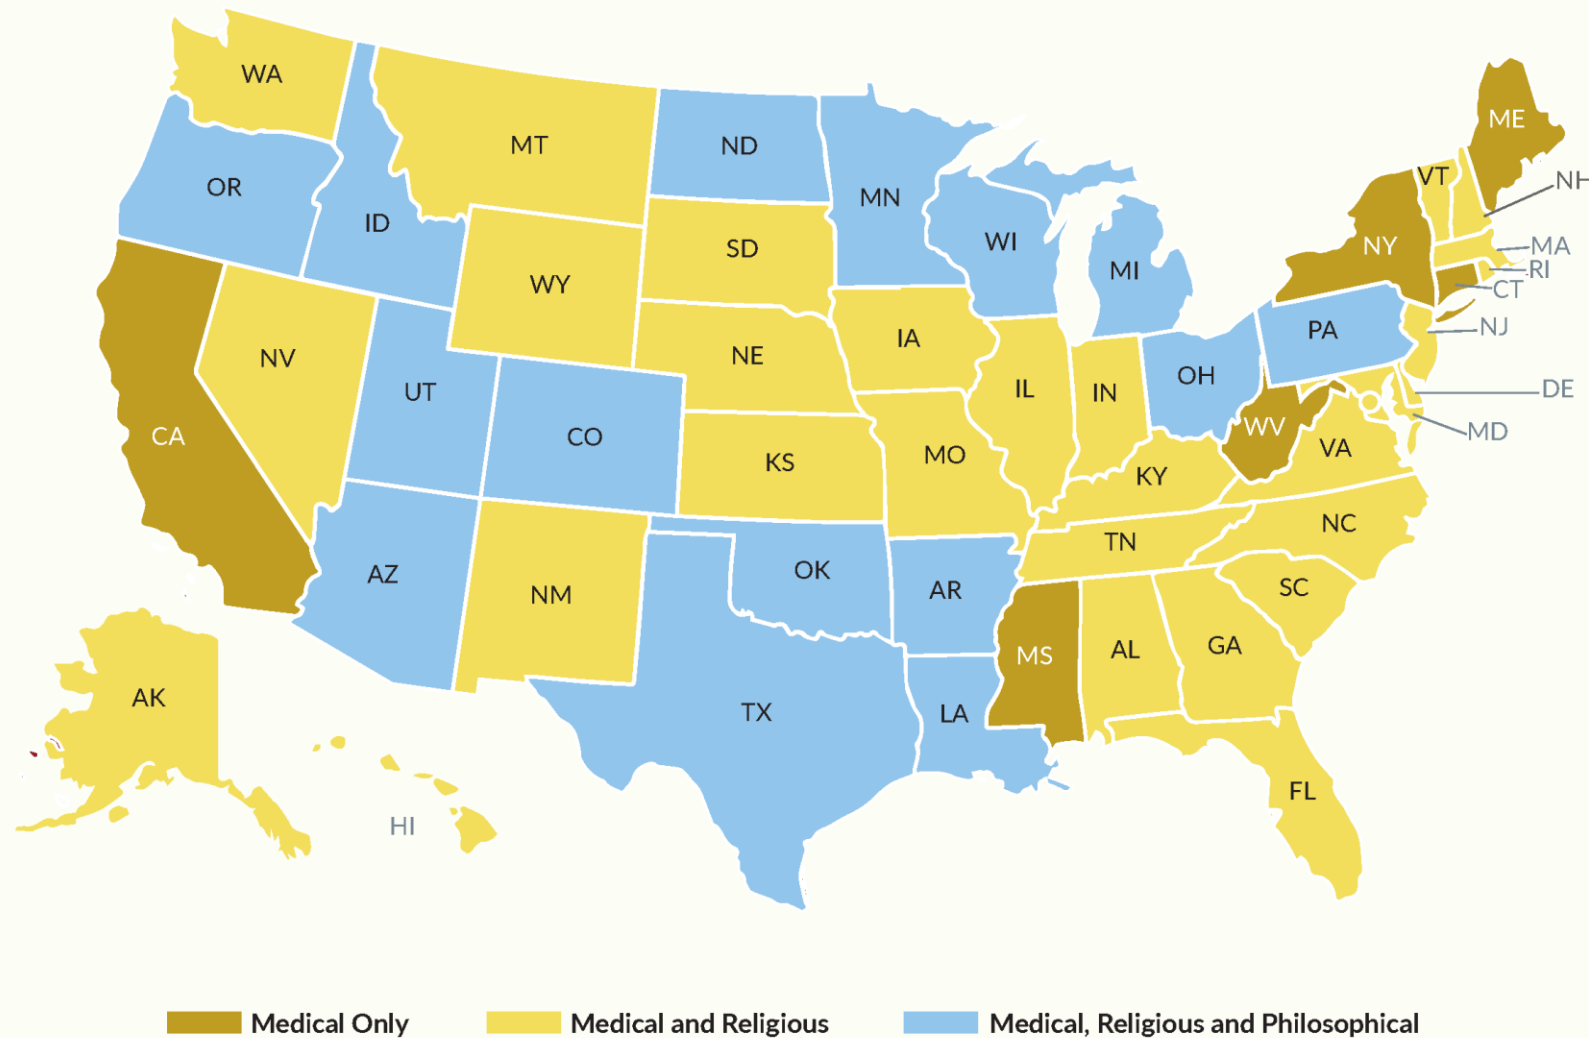 WA
MT
ND
ME
OR
ID
MN
VT
NH
WY
SD
WI
MI
NY
MA
RI
CT
NV
UT
NE
IA
PA
NJ
CA
CO
KS
MO
IL
IN
OH
WV
DE
MD
VA
KY
AZ
NM
OK
AR
TN
NC
SC
AK
HI
TX
LA
MS
AL
GA
FL
Medical Only
Medical and Religious
Medical, Religious and Philosophical